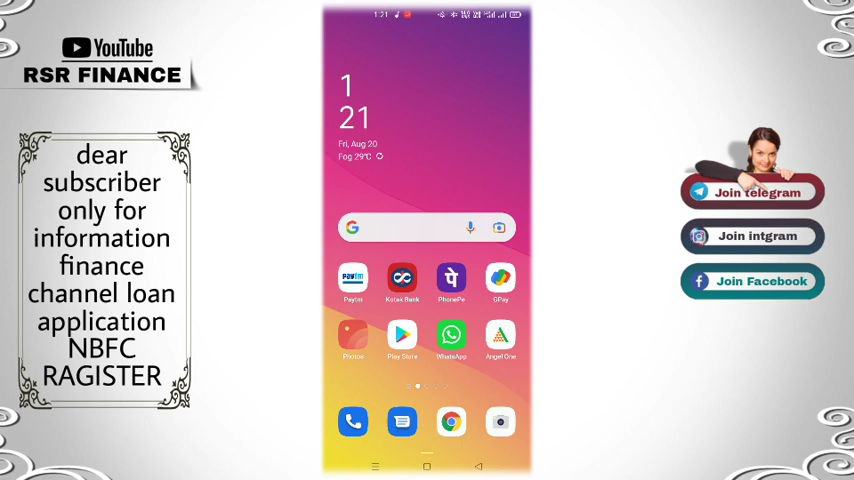 YouTube
RSR FINANCE
dear
subscriber
only for
information
finance
channel loan
application
NBFC
RAGISTER
1:21
1
21
Fri, Aug 20
Fog 29°C
Paytm
Kotak Bank
PhonePe
GPay
Photos
Play Store
WhatsApp
Angel One
Join telegram
Join intgram
Join Facebook